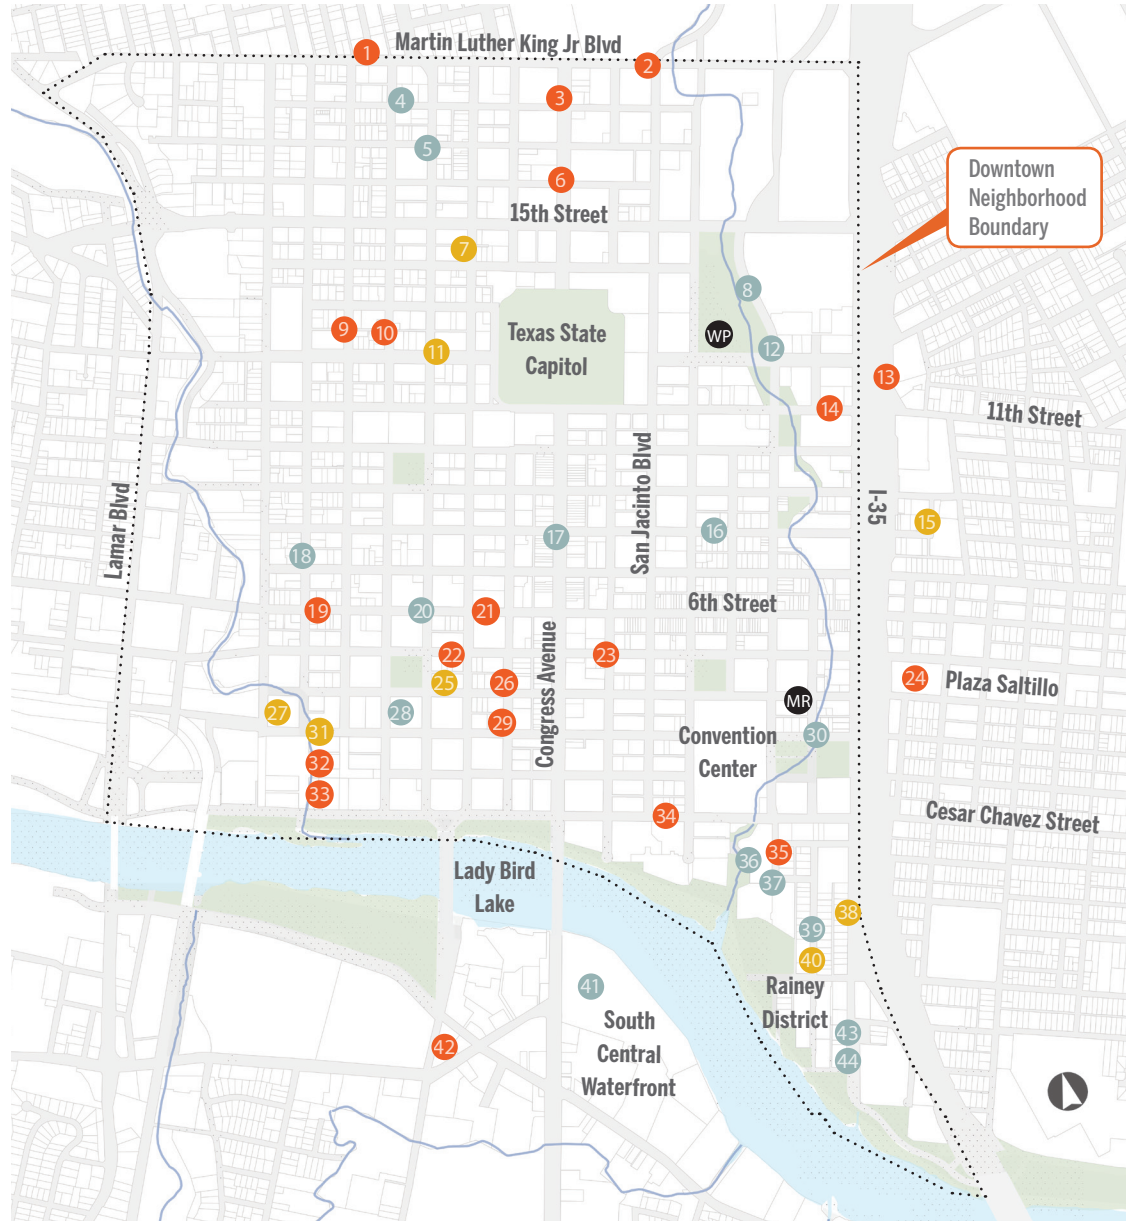 Martin Luther King Jr Blvd
1
2
3
4
5
6
15th Street
Downtown
Neighborhood
Boundary
7
8
9
10
11
Texas State
Capitol
WP
12
13
14
11th Street
Lamar Blvd
San Jacinto Blvd
I-35
15
16
17
18
19
20
21
6th Street
22
23
24
Plaza Saltillo
25
26
Congress Avenue
MR
27
28
29
30
31
Convention
Center
32
33
34
Cesar Chavez Street
35
36
37
Lady Bird
Lake
38
39
40
Rainey
District
41
South
Central
Waterfront
42
43
44